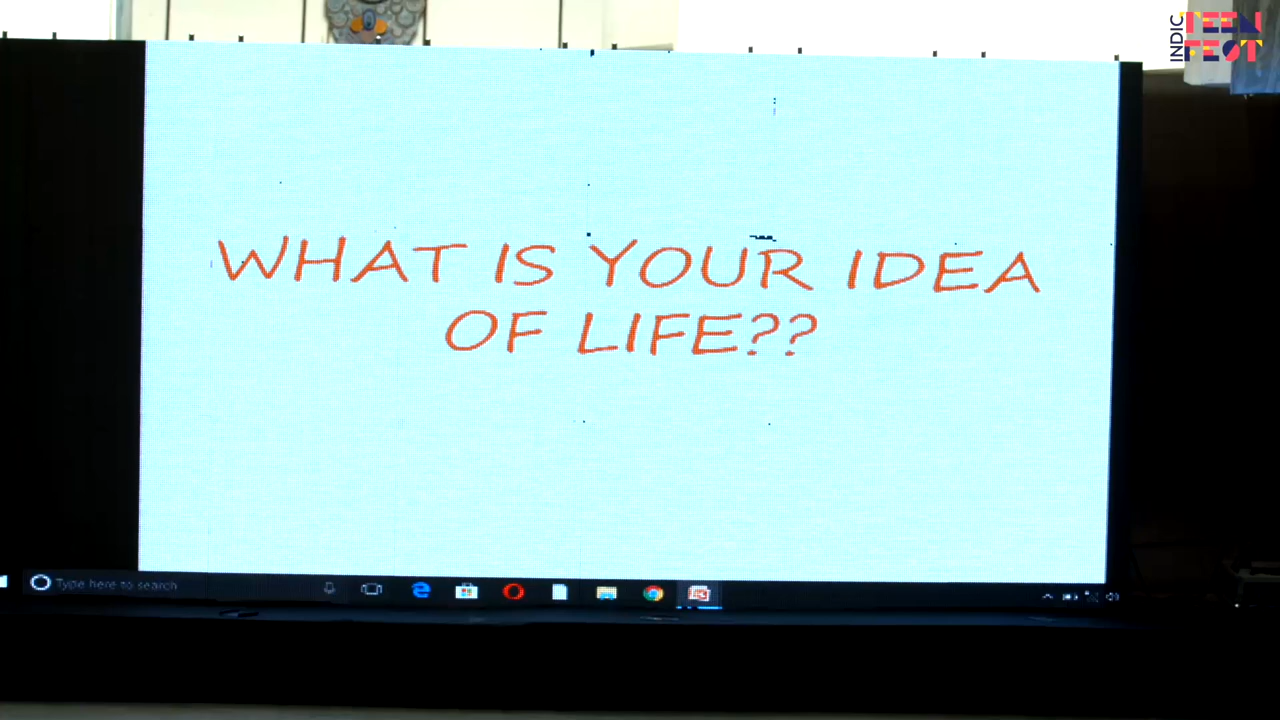 INDIC
TEEN
FEST
WHAT IS YOUR IDEA
OF LIFE??
Type here to search